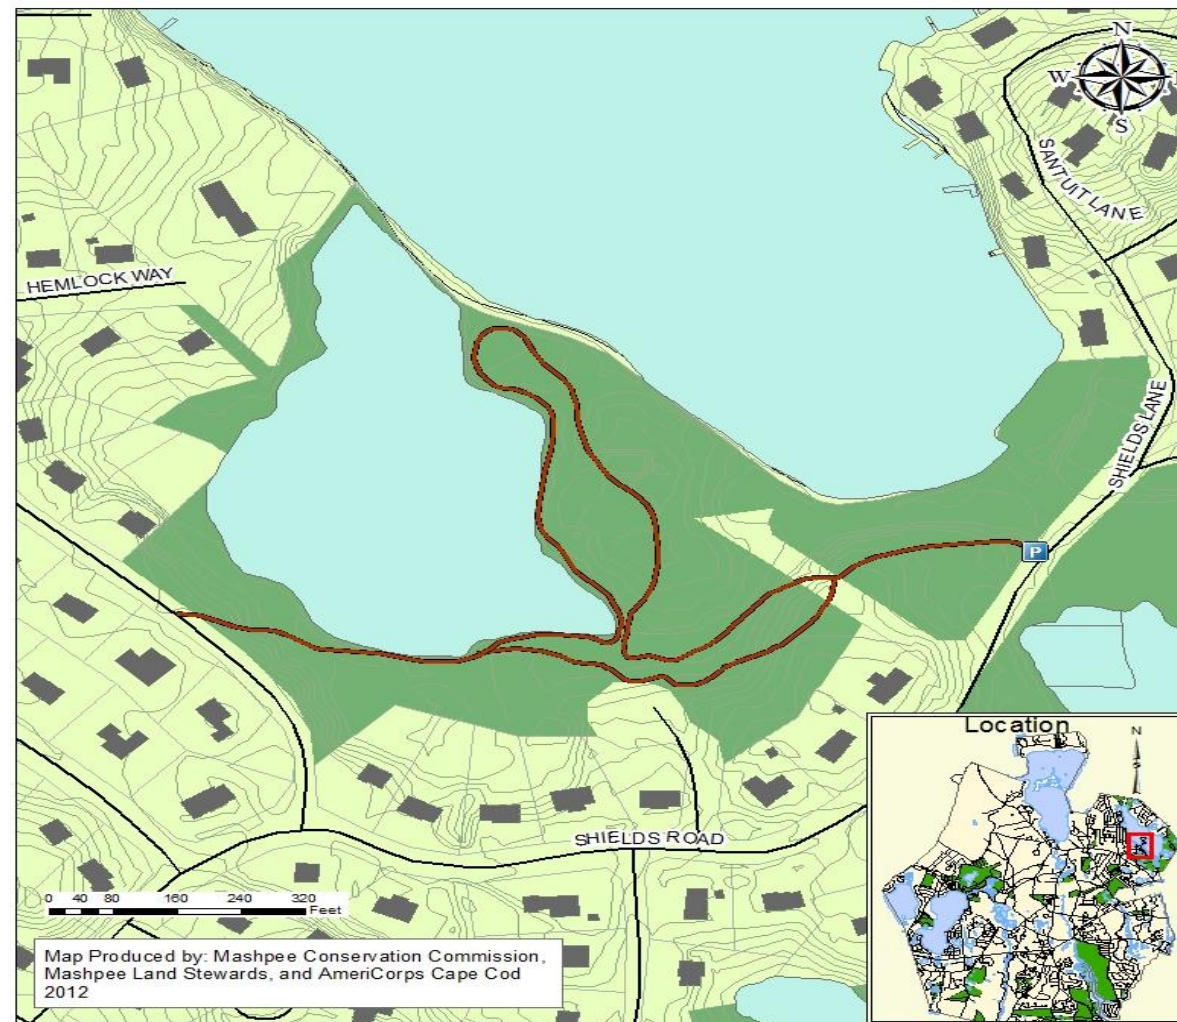 N
W
S
SANTUIT LANE
HEMLOCK WAY
SHIELDS LANE
P
Location
N
S
SHIELDS ROAD
0 40 80 160 240 320
Feet
Map Produced by: Mashpee Conservation Commission,
Mashpee Land Stewards, and AmeriCorps Cape Cod
2012